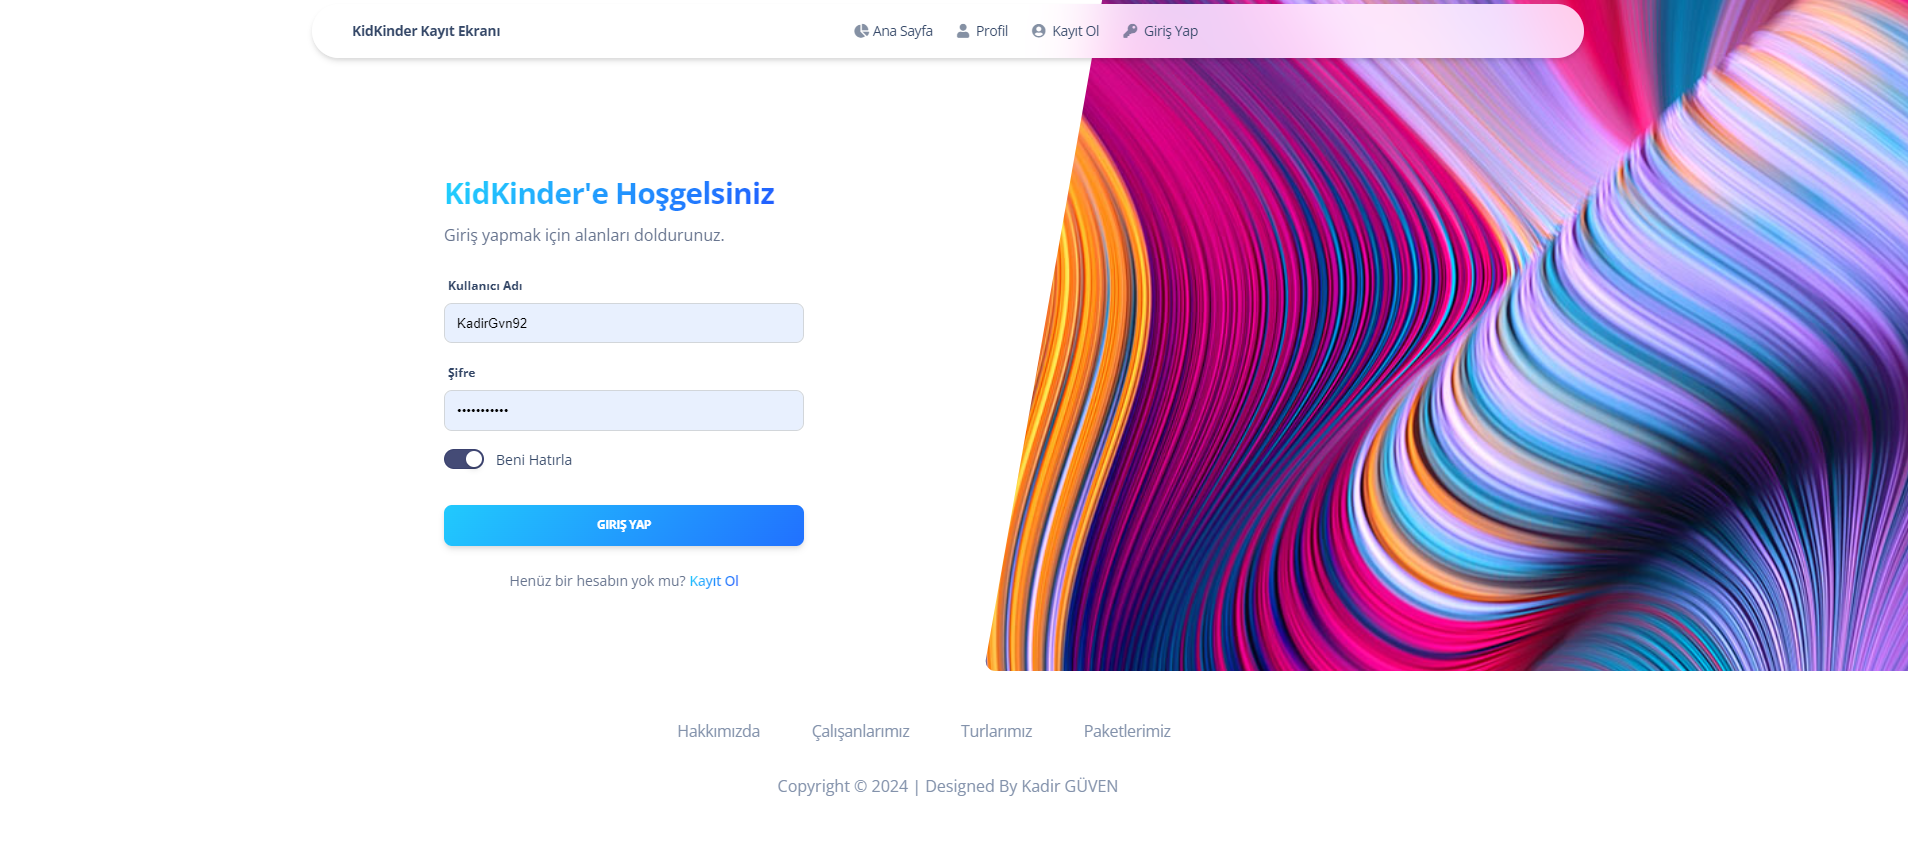 KidKinder Kayıt Ekranı
Ana Sayfa
Profil
Kayıt Ol
Giriş Yap
KidKinder'e Hoşgelsiniz
Giriş yapmak için alanları doldurunuz.
Kullanıcı Adı
KadirGvn92
Şifre
•••••••••••
Beni Hatırla
GIRIŞ YAP
Henüz bir hesabın yok mu? Kayıt Ol
Hakkımızda
Çalışanlarımız
Turlarımız
Paketlerimiz
Copyright © 2024 | Designed By Kadir GÜVEN